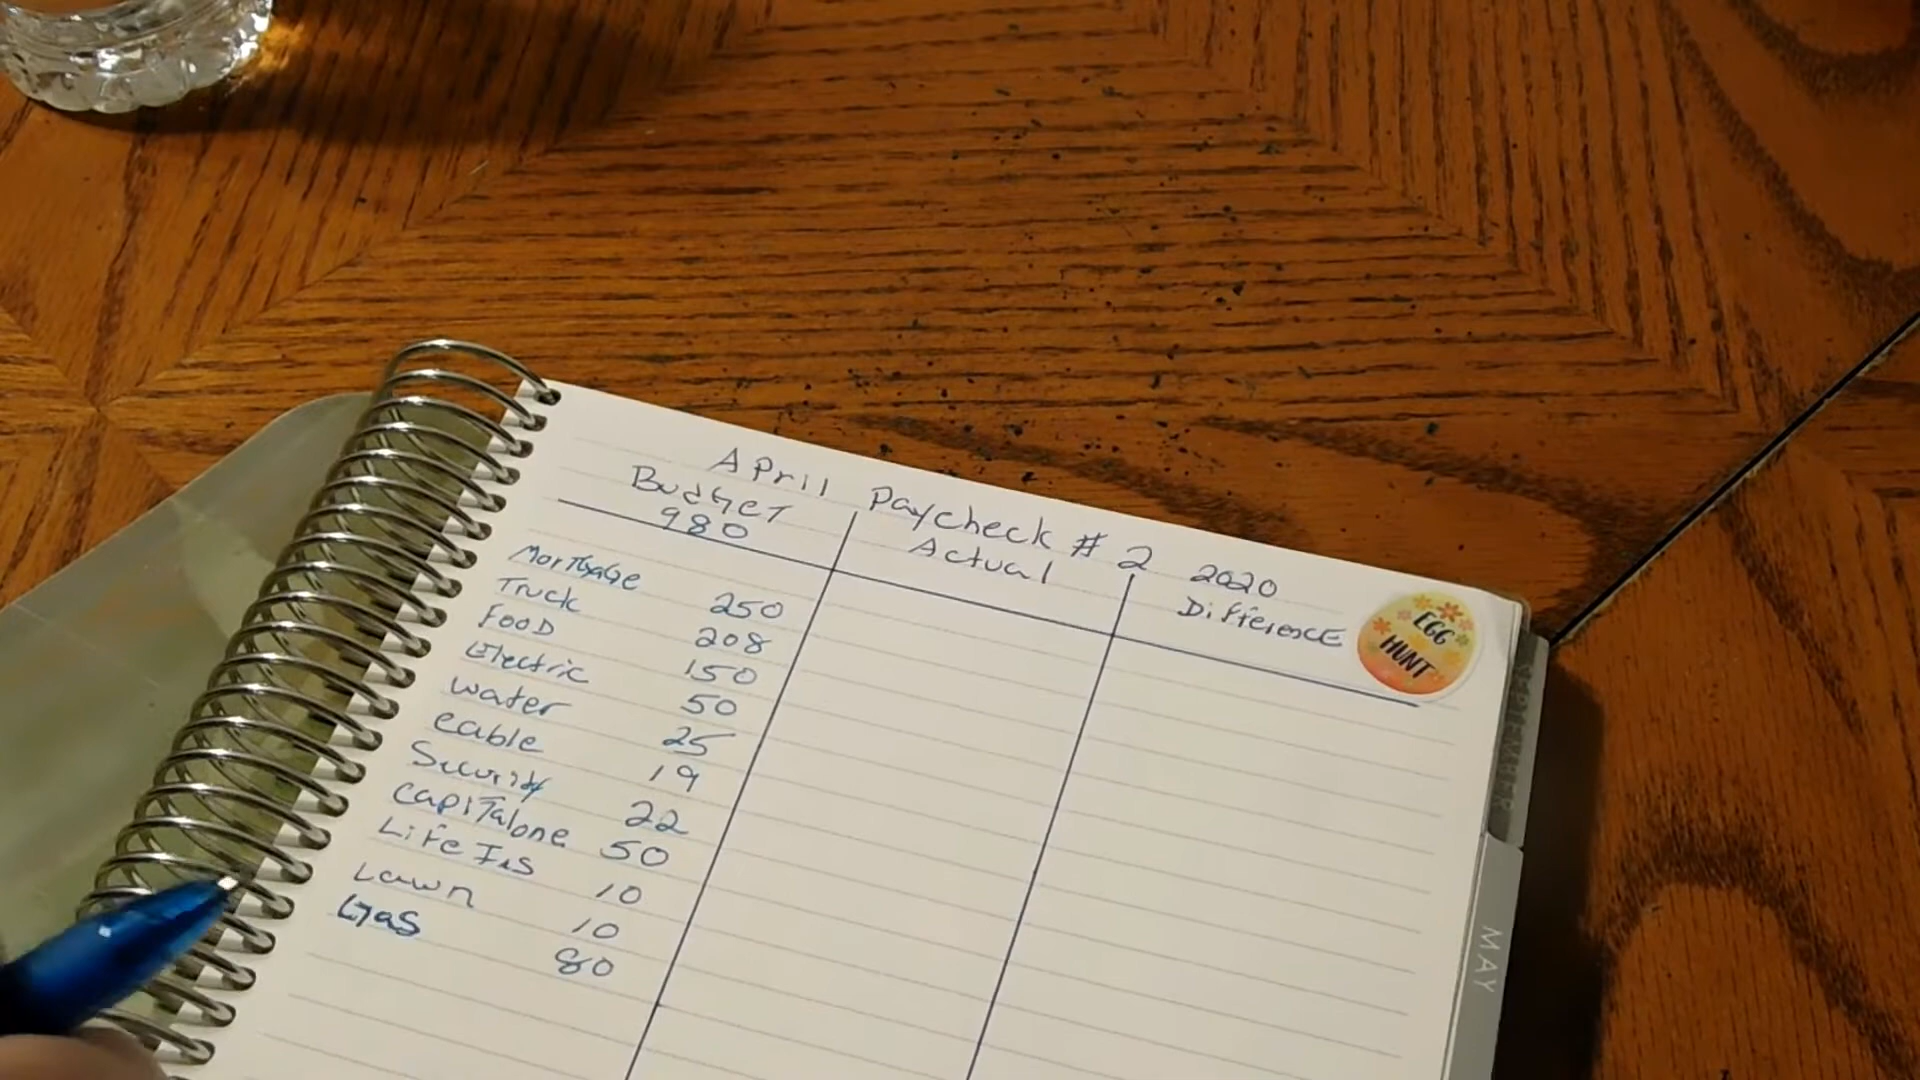 April Paycheck # 2 2020
Budget Actual Difference
980
EGG
HUNT
Mortgage 250
Truck 208
Food 150
Electric 50
water 25
cable 19
Security 22
Capitalone 50
Life Ins 10
Lawn 10
Gas 80
MAY